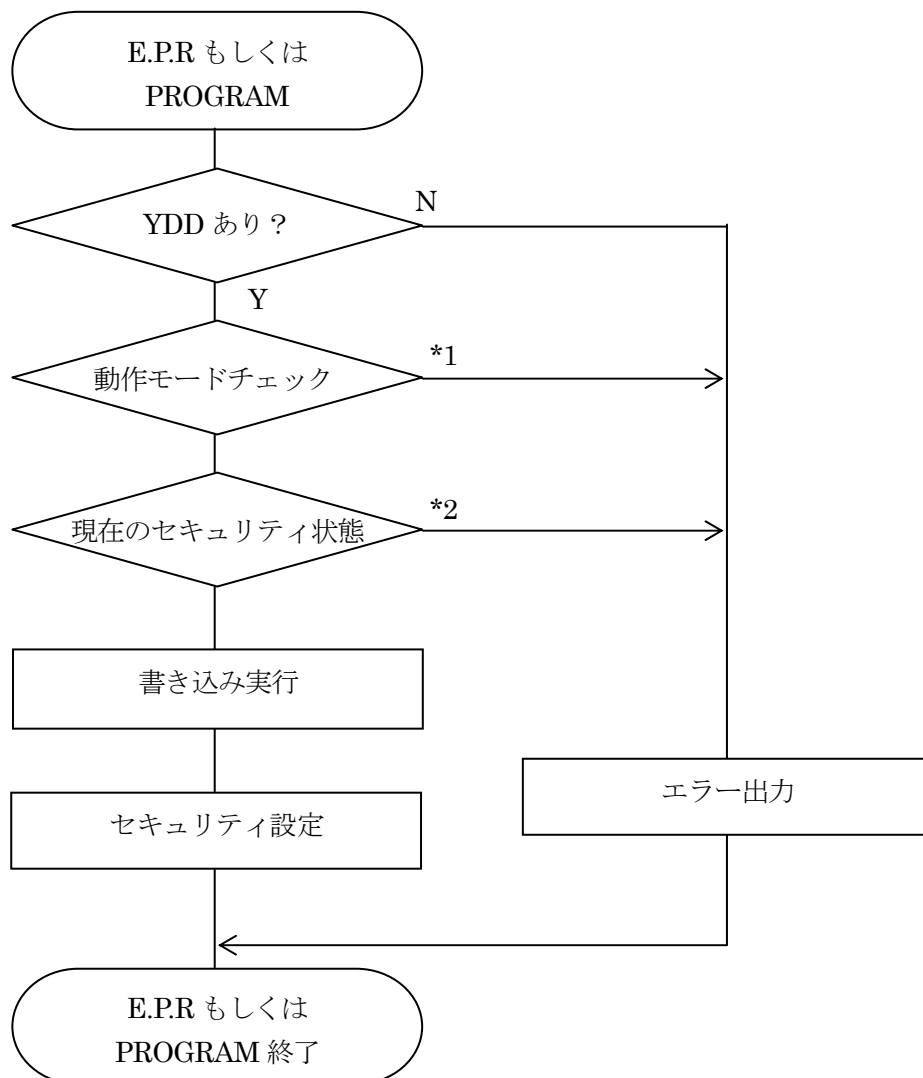 E.P.R もしくは
PROGRAM
YDD あり？
N
Y
動作モードチェック
*1
現在のセキュリティ状態
*2
書き込み実行
エラー出力
セキュリティ設定
E.P.R もしくは
PROGRAM 終了